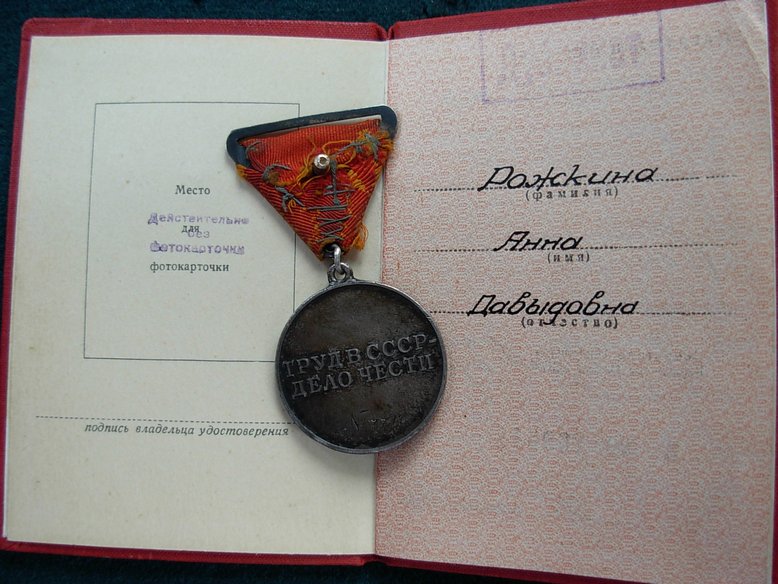 Место
для
фотокарточки
Действительно
без
фотокарточки
подпись владельца удостоверения
ТРУД В СССР-
ДЕЛО ЧЕСТИ
Рожкина
(фамилия)
Анна
(имя)
Давыдовна
(отчество)